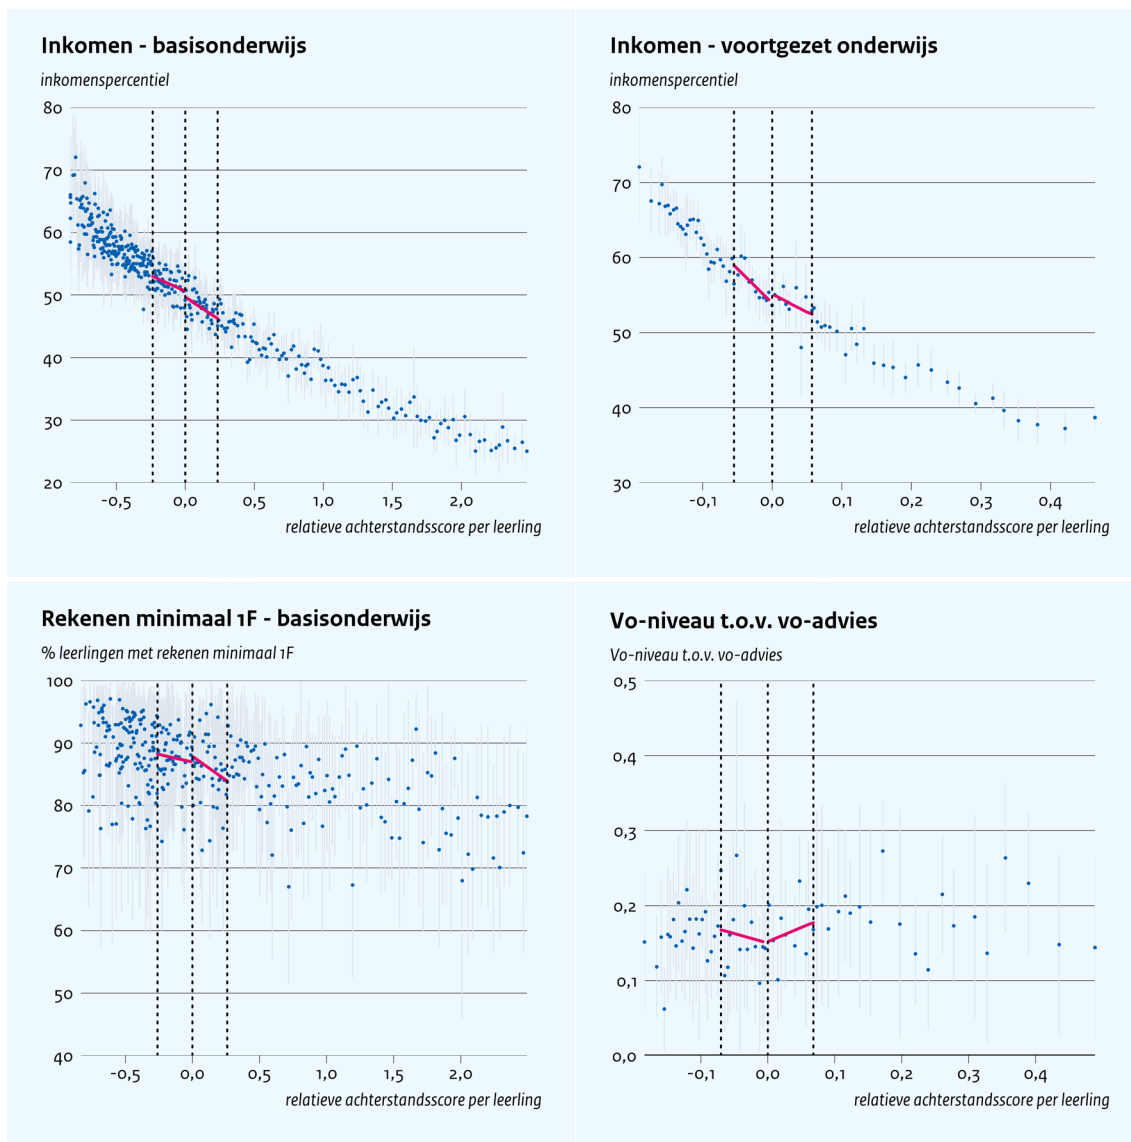 Inkomen - basisonderwijs
inkomenspercentiel
80
70
60
50
40
30
20
-0,5 0,0 0,5 1,0 1,5 2,0
relatieve achterstandsscore per leerling
Inkomen - voortgezet onderwijs
inkomenspercentiel
80
70
60
50
40
30
-0,1 0,0 0,1 0,2 0,3 0,4
relatieve achterstandsscore per leerling
Rekenen minimaal 1F - basisonderwijs
% leerlingen met rekenen minimaal 1F
100
90
80
70
60
50
40
-0,5 0,0 0,5 1,0 1,5 2,0
relatieve achterstandsscore per leerling
Vo-niveau t.o.v. vo-advies
Vo-niveau t.o.v. vo-advies
0,5
0,4
0,3
0,2
0,1
0,0
-0,1 0,0 0,1 0,2 0,3 0,4
relatieve achterstandsscore per leerling